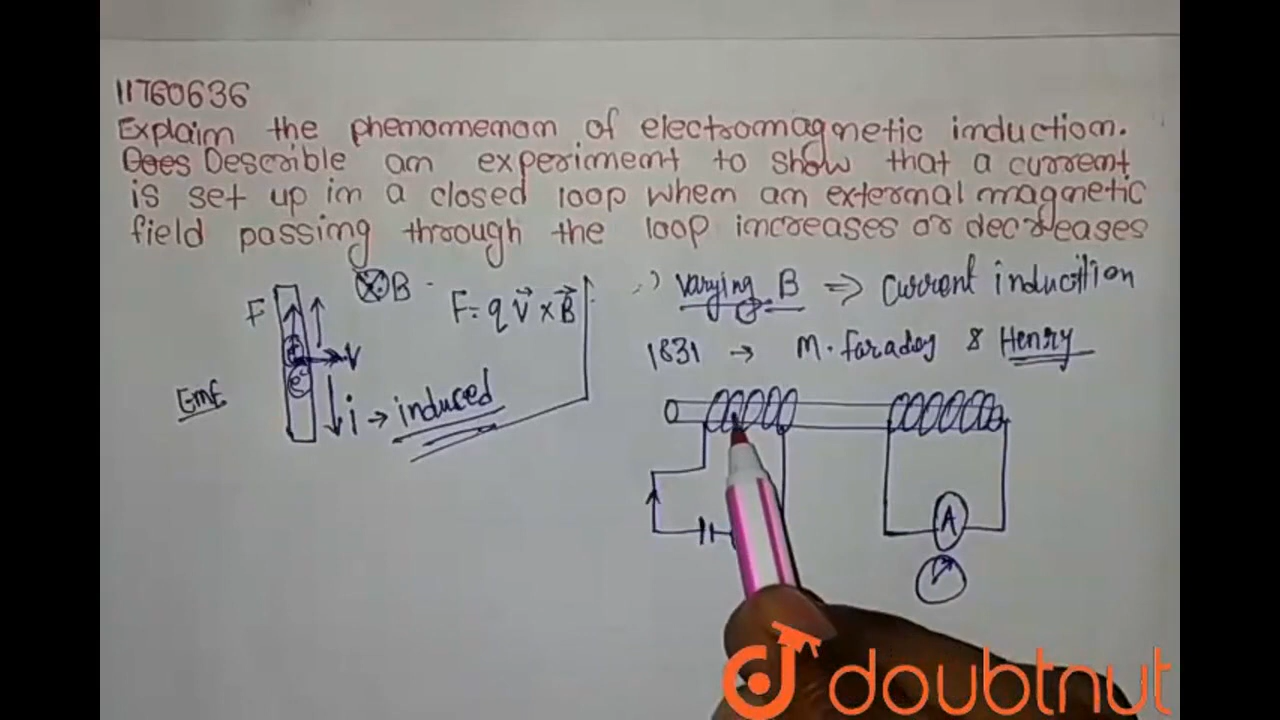 11760636
Explain the phenormenon of electromagnetic induction.
Does Describle an experiment to show that a current
is set up in a closed loop when an external magnetic
field passing through the loop increases or decreases
F
B
F = q V × B
V
e⁻
i → induced
Emf
varying B ⇒ Current induction
1831 → M. faraday & Henry
A
doubtnut